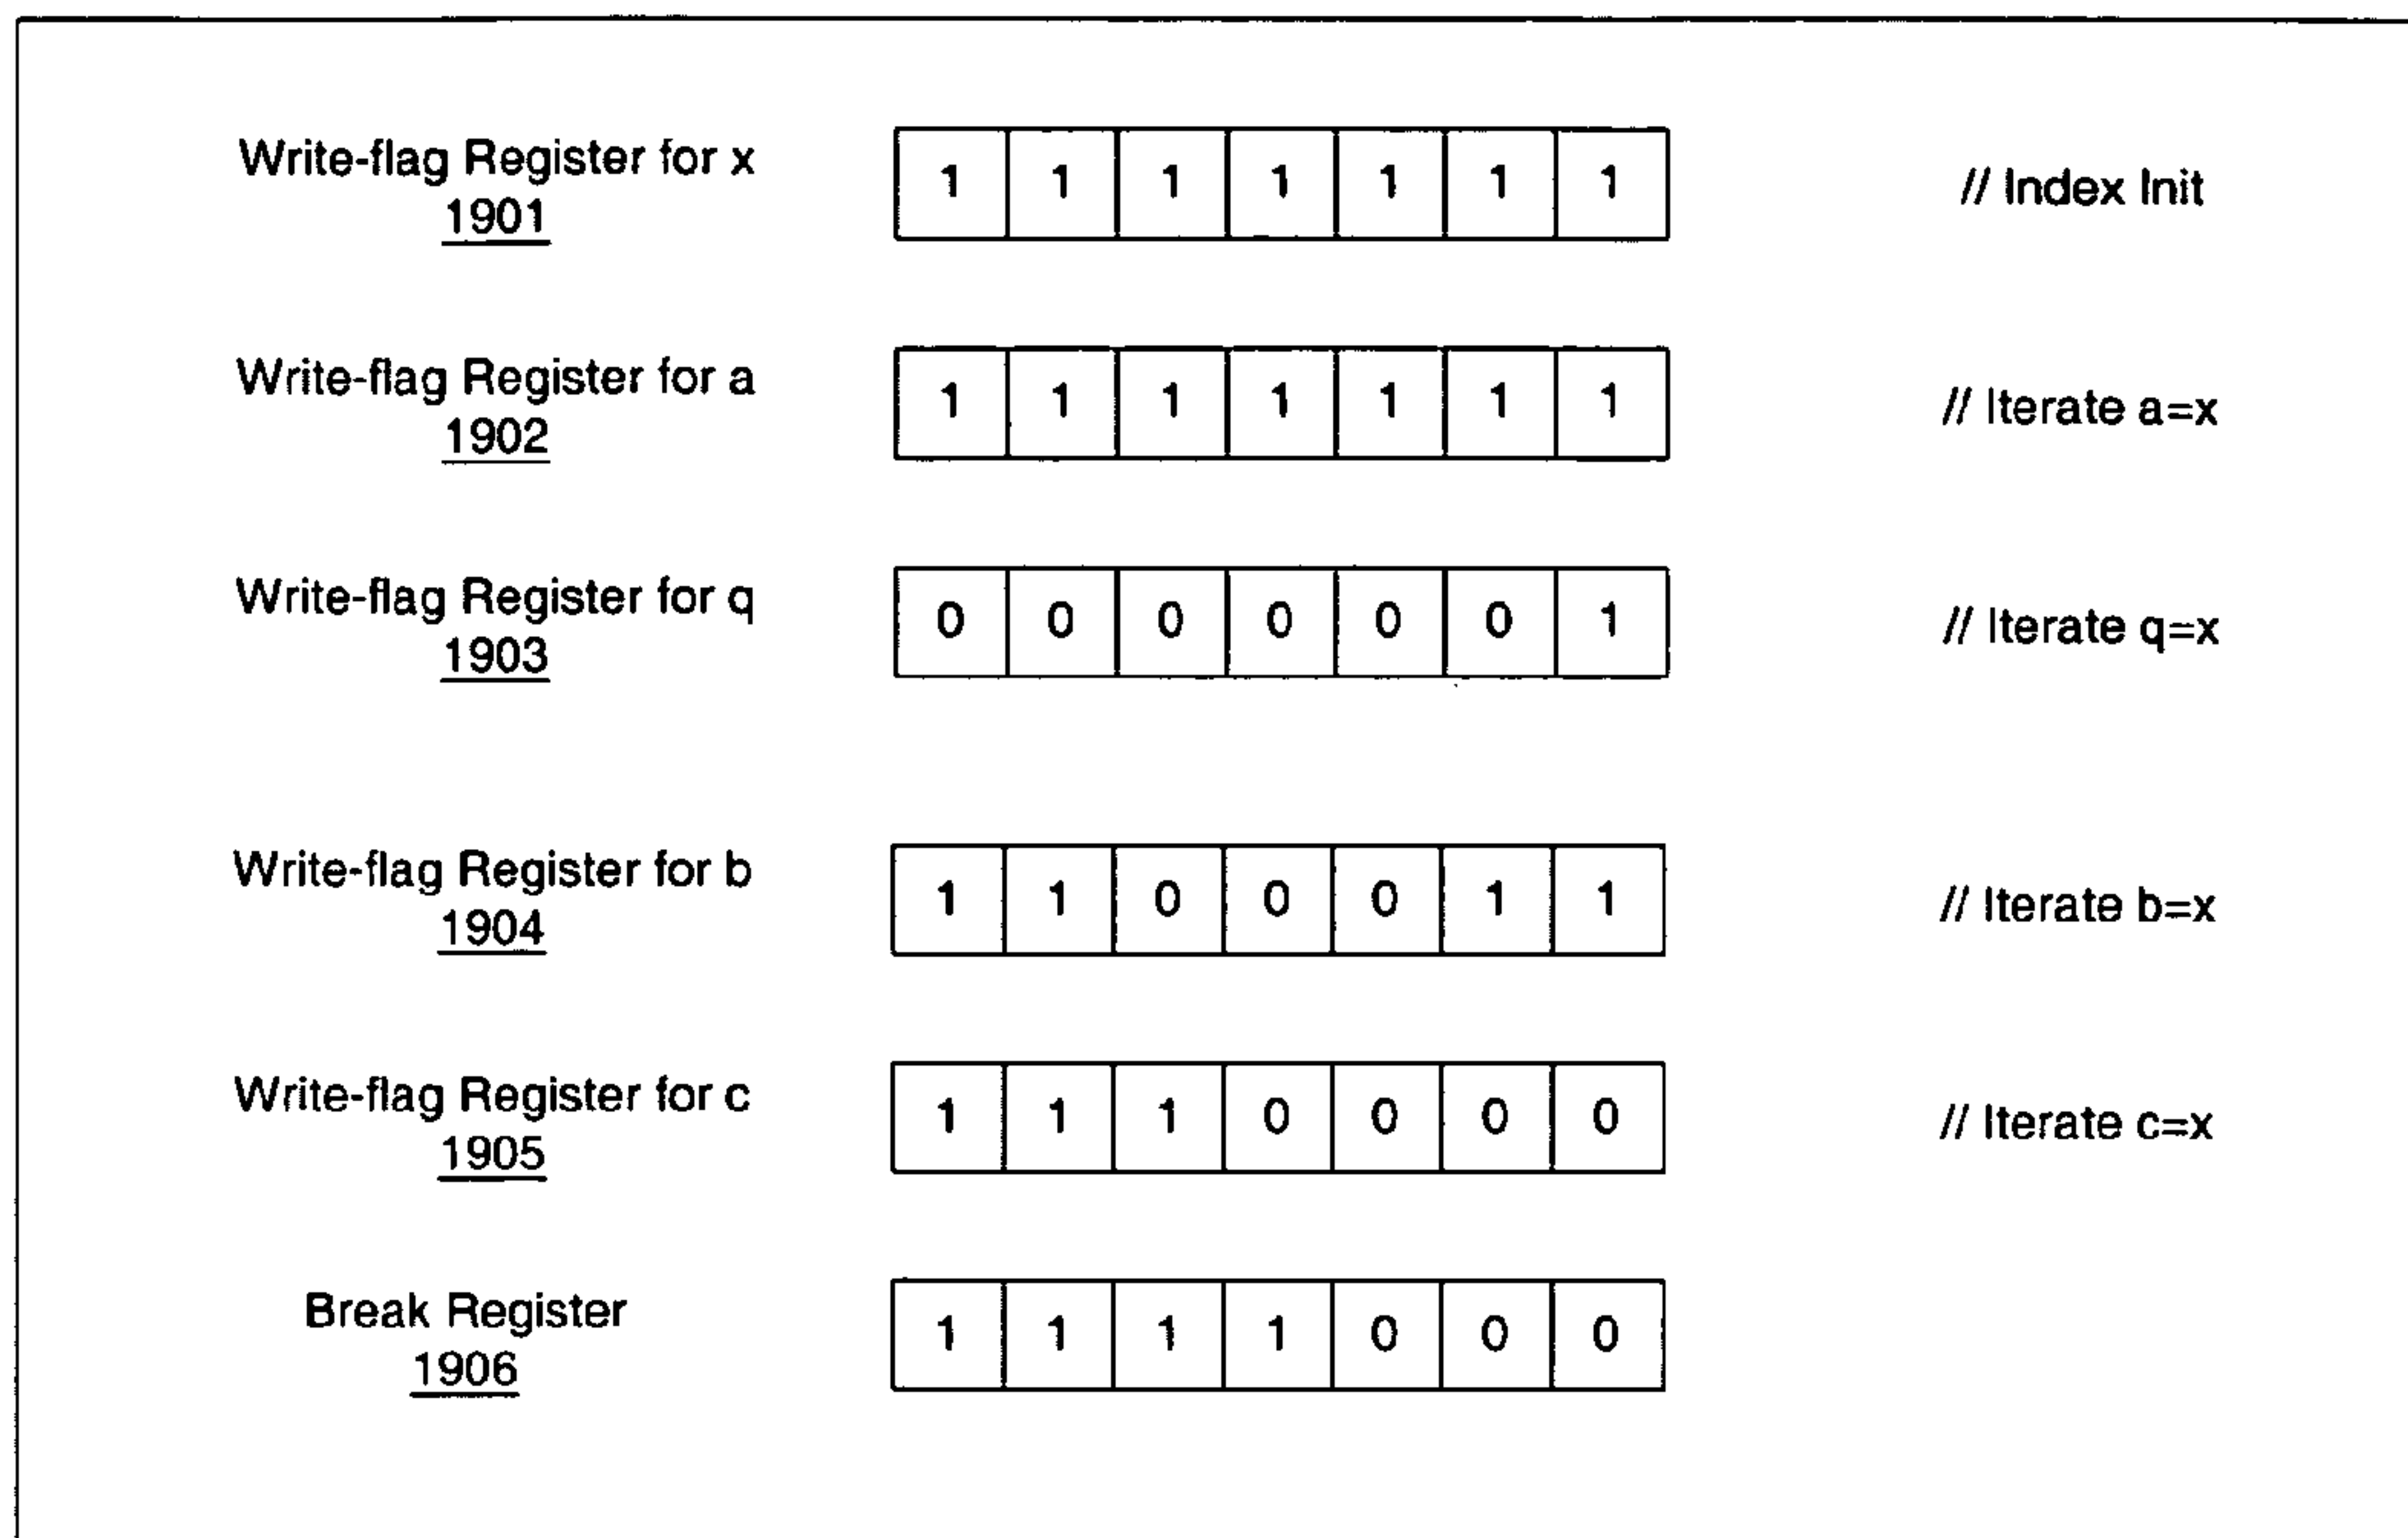 Write-flag Register for x
1901
1 1 1 1 1 1 1
// Index Init
Write-flag Register for a
1902
1 1 1 1 1 1 1
// Iterate a=x
Write-flag Register for q
1903
0 0 0 0 0 0 1
// Iterate q=x
Write-flag Register for b
1904
1 1 0 0 0 1 1
// Iterate b=x
Write-flag Register for c
1905
1 1 1 0 0 0 0
// Iterate c=x
Break Register
1906
1 1 1 1 0 0 0